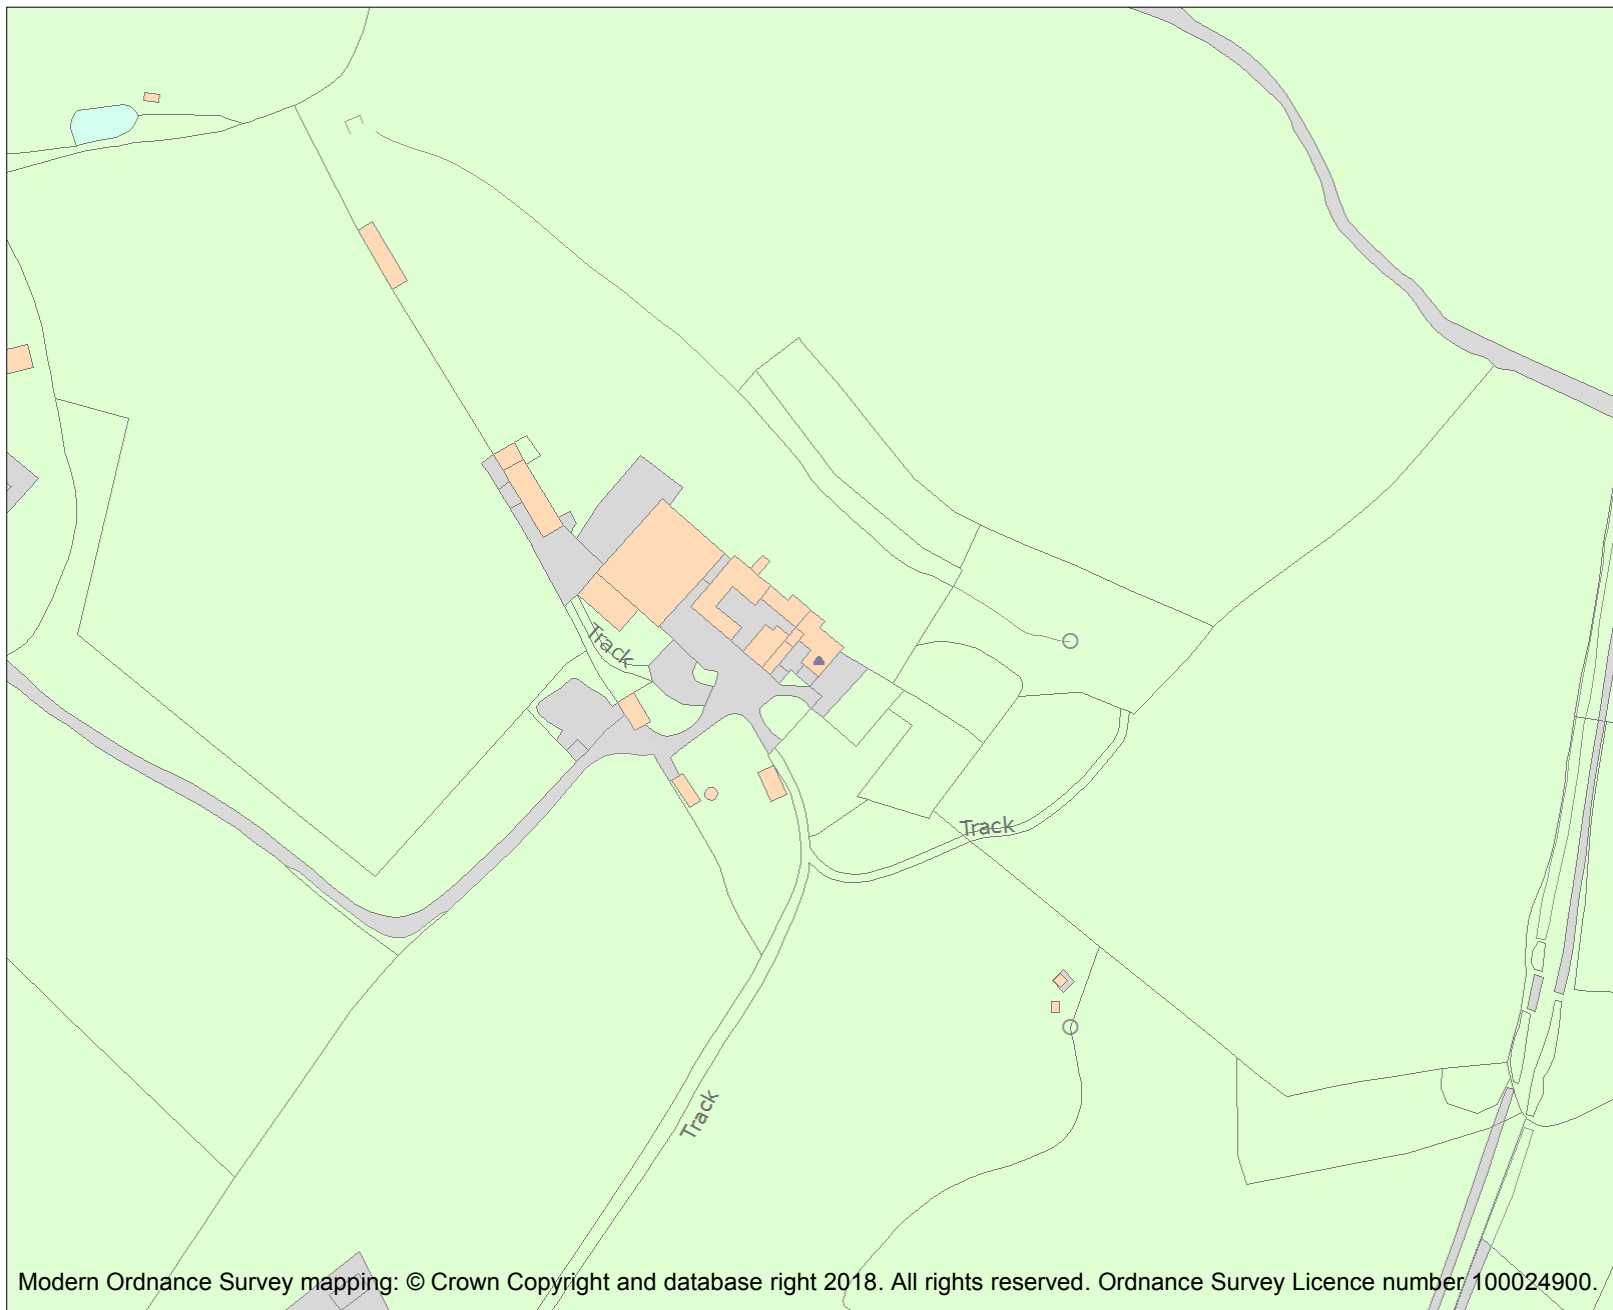 Track
Track
Track
Modern Ordnance Survey mapping: © Crown Copyright and database right 2018. All rights reserved. Ordnance Survey Licence number 100024900.